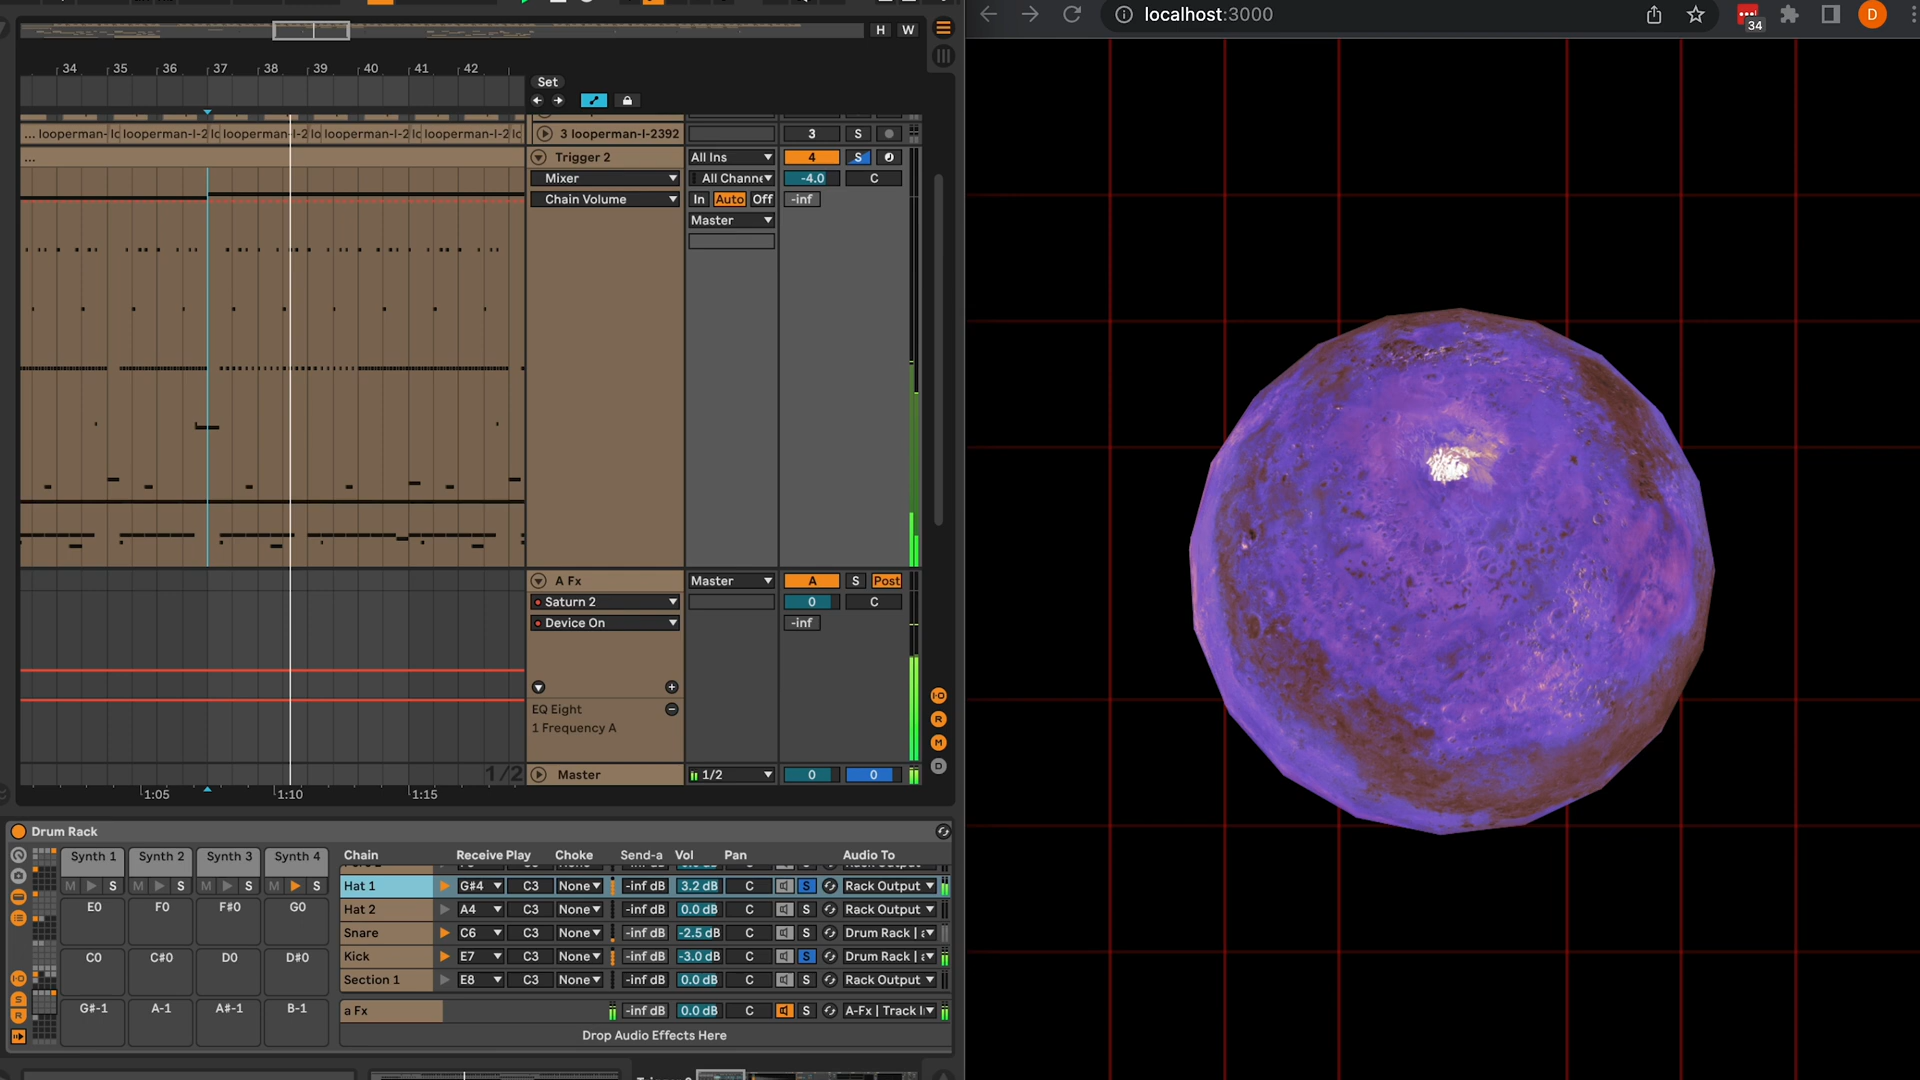 H W
34 35 36 37 38 39 40 41 42
Set
... looperman- lc looperman-l-2 lc looperman-l-2 lo looperman-l-2 lc looperman-l-2 lc
3 looperman-l-2392 3 S
...
Trigger 2 All Ins 4 S
Mixer All Channe -4.0 C
Chain Volume In Auto Off -inf
Master
A Fx Master A S Post
Saturn 2 0 C
Device On -inf
EQ Eight
1 Frequency A
1/2 Master 1/2 0 0
1:05 1:10 1:15
I·O
R
M
D
Drum Rack
Synth 1 Synth 2 Synth 3 Synth 4
M S M S M S M S
E0 F0 F#0 G0
C0 C#0 D0 D#0
G#-1 A-1 A#-1 B-1
I·O
S
R
Chain Receive Play Choke Send-a Vol Pan Audio To
Hat 1 G#4 C3 None -inf dB 3.2 dB C S Rack Output
Hat 2 A4 C3 None -inf dB 0.0 dB C S Rack Output
Snare C6 C3 None -inf dB -2.5 dB C S Drum Rack |
Kick E7 C3 None -inf dB -3.0 dB C S Drum Rack |
Section 1 E8 C3 None -inf dB 0.0 dB C S Rack Output
a Fx -inf dB 0.0 dB C S A-Fx | Track I
Drop Audio Effects Here
localhost:3000
34
D